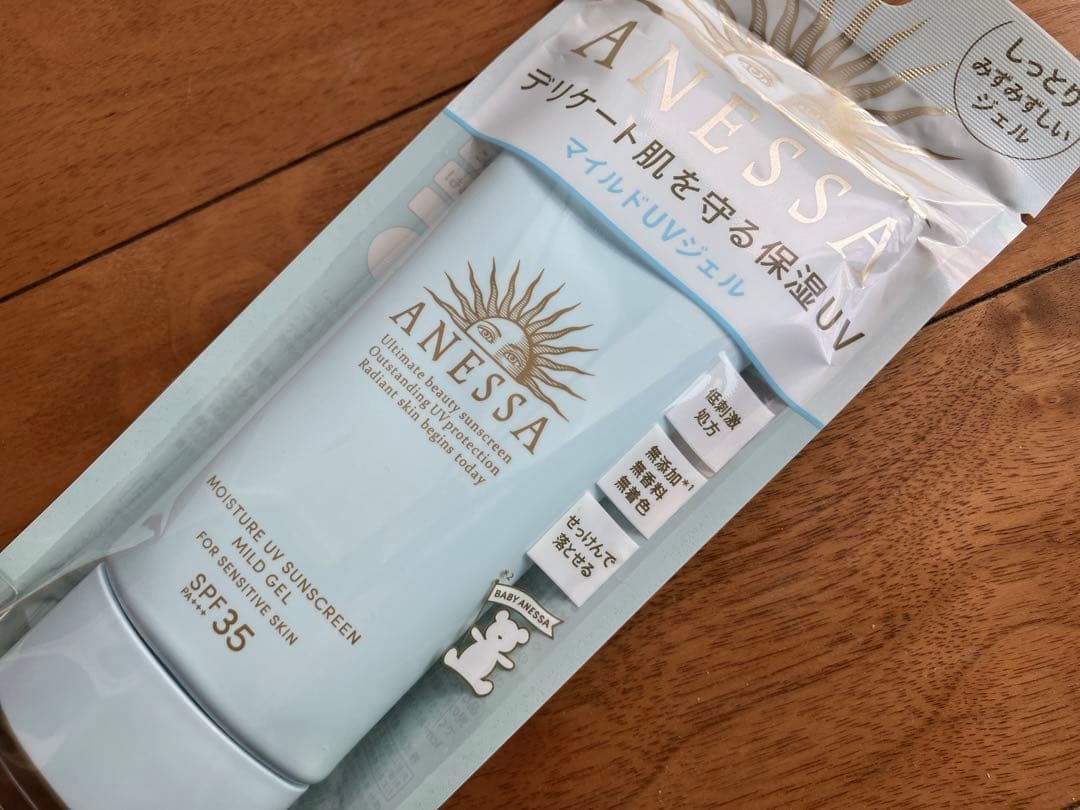 ANESSA
しっとり
みずみずしい
ジェル
デリケート肌を守る保湿UV
マイルドUVジェル
ANESSA
Ultimate beauty sunscreen
Outstanding UV protection
Radiant skin begins today
低刺激
処方
無添加*1
無香料
無着色
せっけんで
落とせる
*2
BABY ANESSA
MOISTURE UV SUNSCREEN
MILD GEL
FOR SENSITIVE SKIN
SPF 35
PA+++